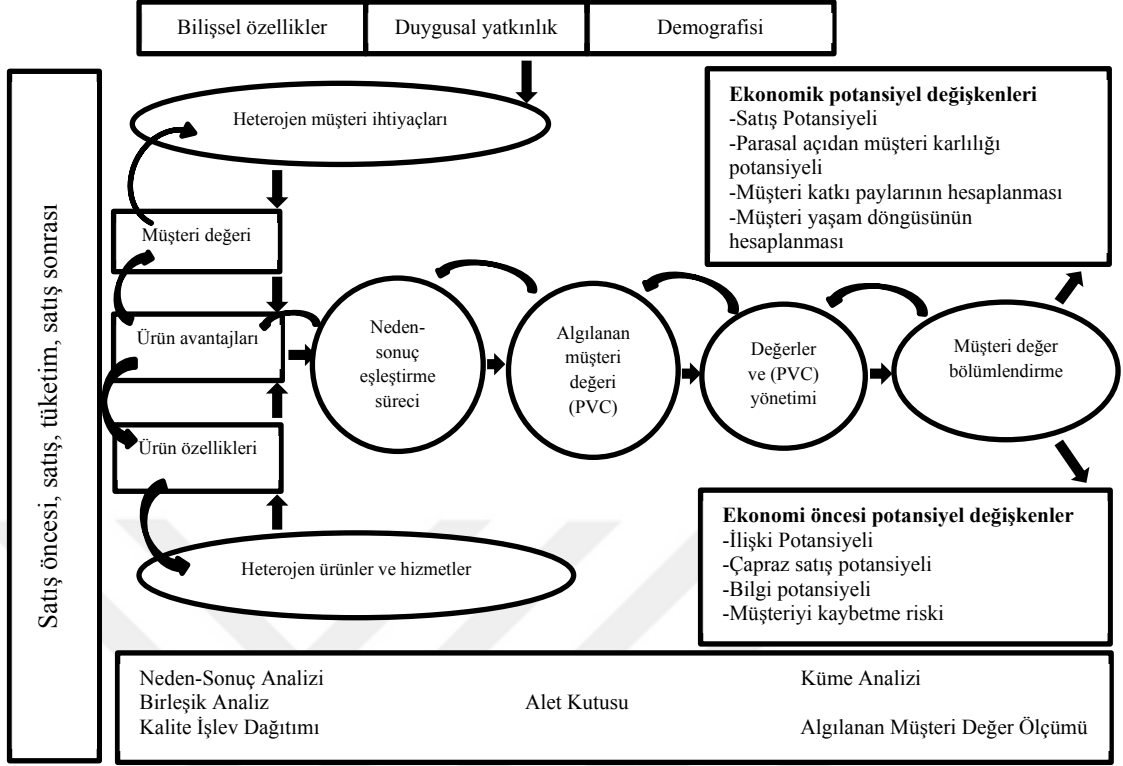 Bilişsel özellikler
Duygusal yatkınlık
Demografisi
Satış öncesi, satış, tüketim, satış sonrası
Heterojen müşteri ihtiyaçları
Müşteri değeri
Ürün avantajları
Ürün özellikleri
Heterojen ürünler ve hizmetler
Neden-
sonuç
eşleştirme
süreci
Algılanan
müşteri
değeri
(PVC)
Değerler
ve (PVC)
yönetimi
Müşteri değer
bölümlendirme
Ekonomik potansiyel değişkenleri
-Satış Potansiyeli
-Parasal açıdan müşteri karlılığı
potansiyeli
-Müşteri katkı paylarının hesaplanması
-Müşteri yaşam döngüsünün
hesaplanması
Ekonomi öncesi potansiyel değişkenler
-İlişki Potansiyeli
-Çapraz satış potansiyeli
-Bilgi potansiyeli
-Müşteriyi kaybetme riski
Neden-Sonuç Analizi
Küme Analizi
Birleşik Analiz
Alet Kutusu
Kalite İşlev Dağıtımı
Algılanan Müşteri Değer Ölçümü